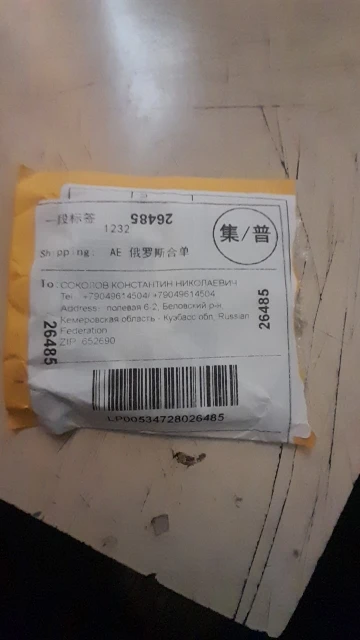 一段标签
26485
1232
集/普
Shipping: AE 俄罗斯合单
To: СОКОЛОВ КОНСТАНТИН НИКОЛАЕВИЧ
Tel: +79049614504/ +79049614504
Address: полевая 6-2, Беловский р-н
Кемеровская область - Кузбасс обл, Russian
Federation
ZIP: 652690
26485
26485
LP00534728026485